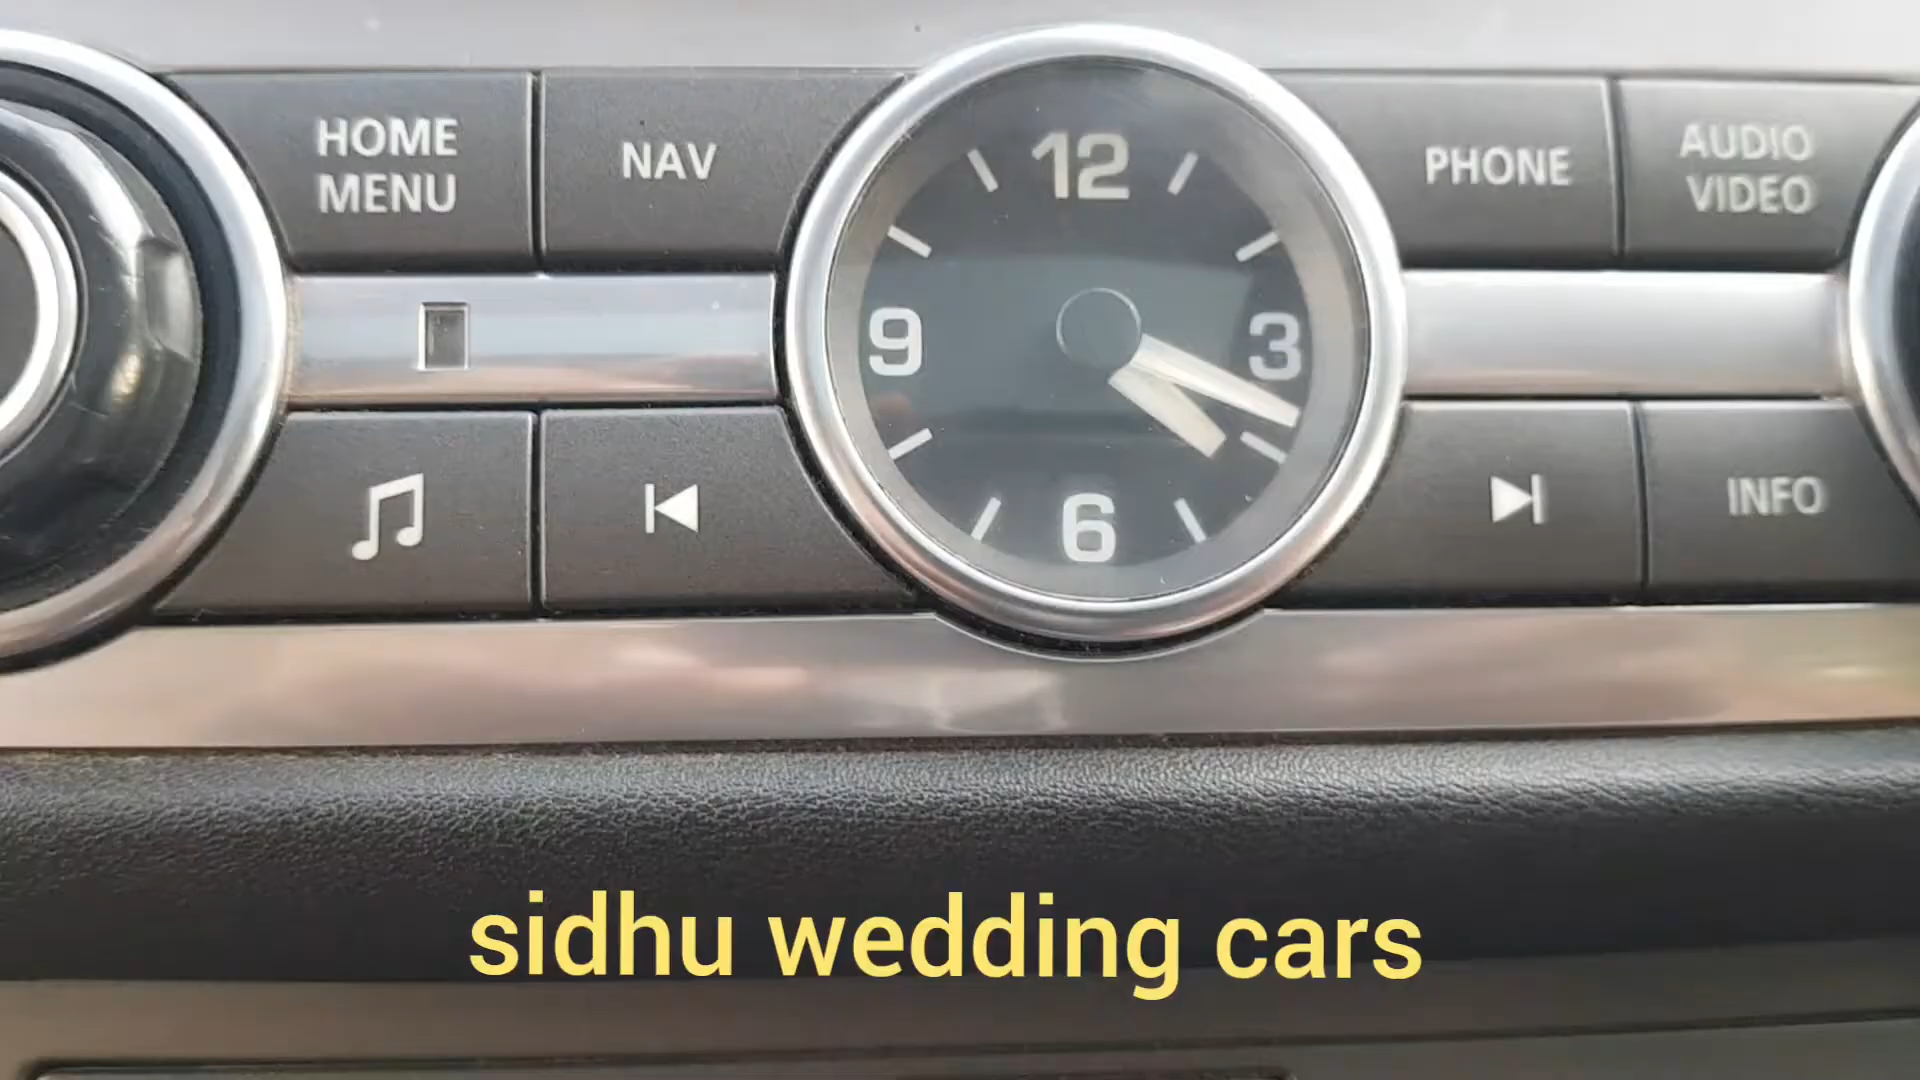 HOME
MENU
NAV
PHONE
AUDIO
VIDEO
12
9
3
6
INFO
sidhu wedding cars